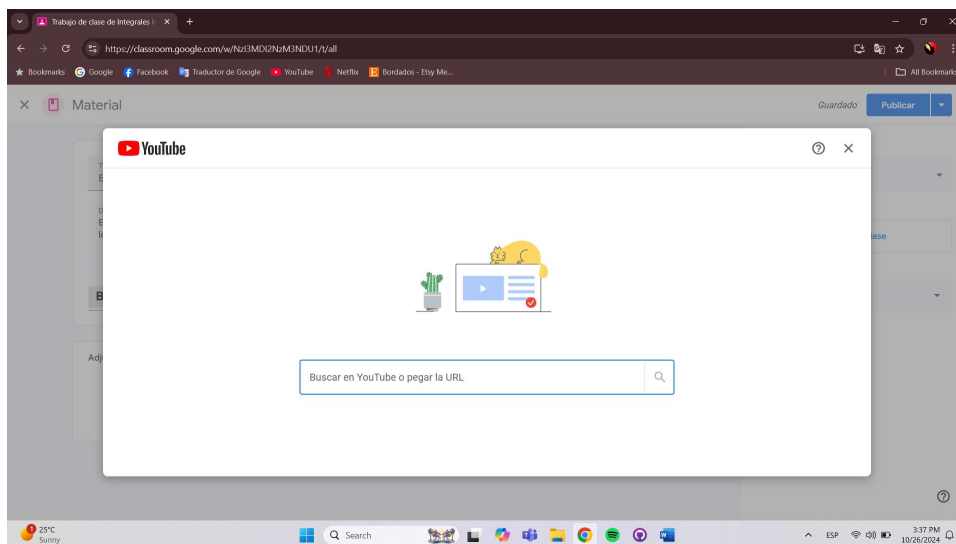 Trabajo de clase de Integrales I
https://classroom.google.com/w/NzI3MDI2NzM3NDU1/t/all
Bookmarks Google Facebook Traductor de Google YouTube Netflix Bordados - Etsy Me... All Bookmarks
Material Guardado Publicar
YouTube
Buscar en YouTube o pegar la URL
lase
Adj
25°C
Sunny
Search
ESP
3:37 PM
10/26/2024